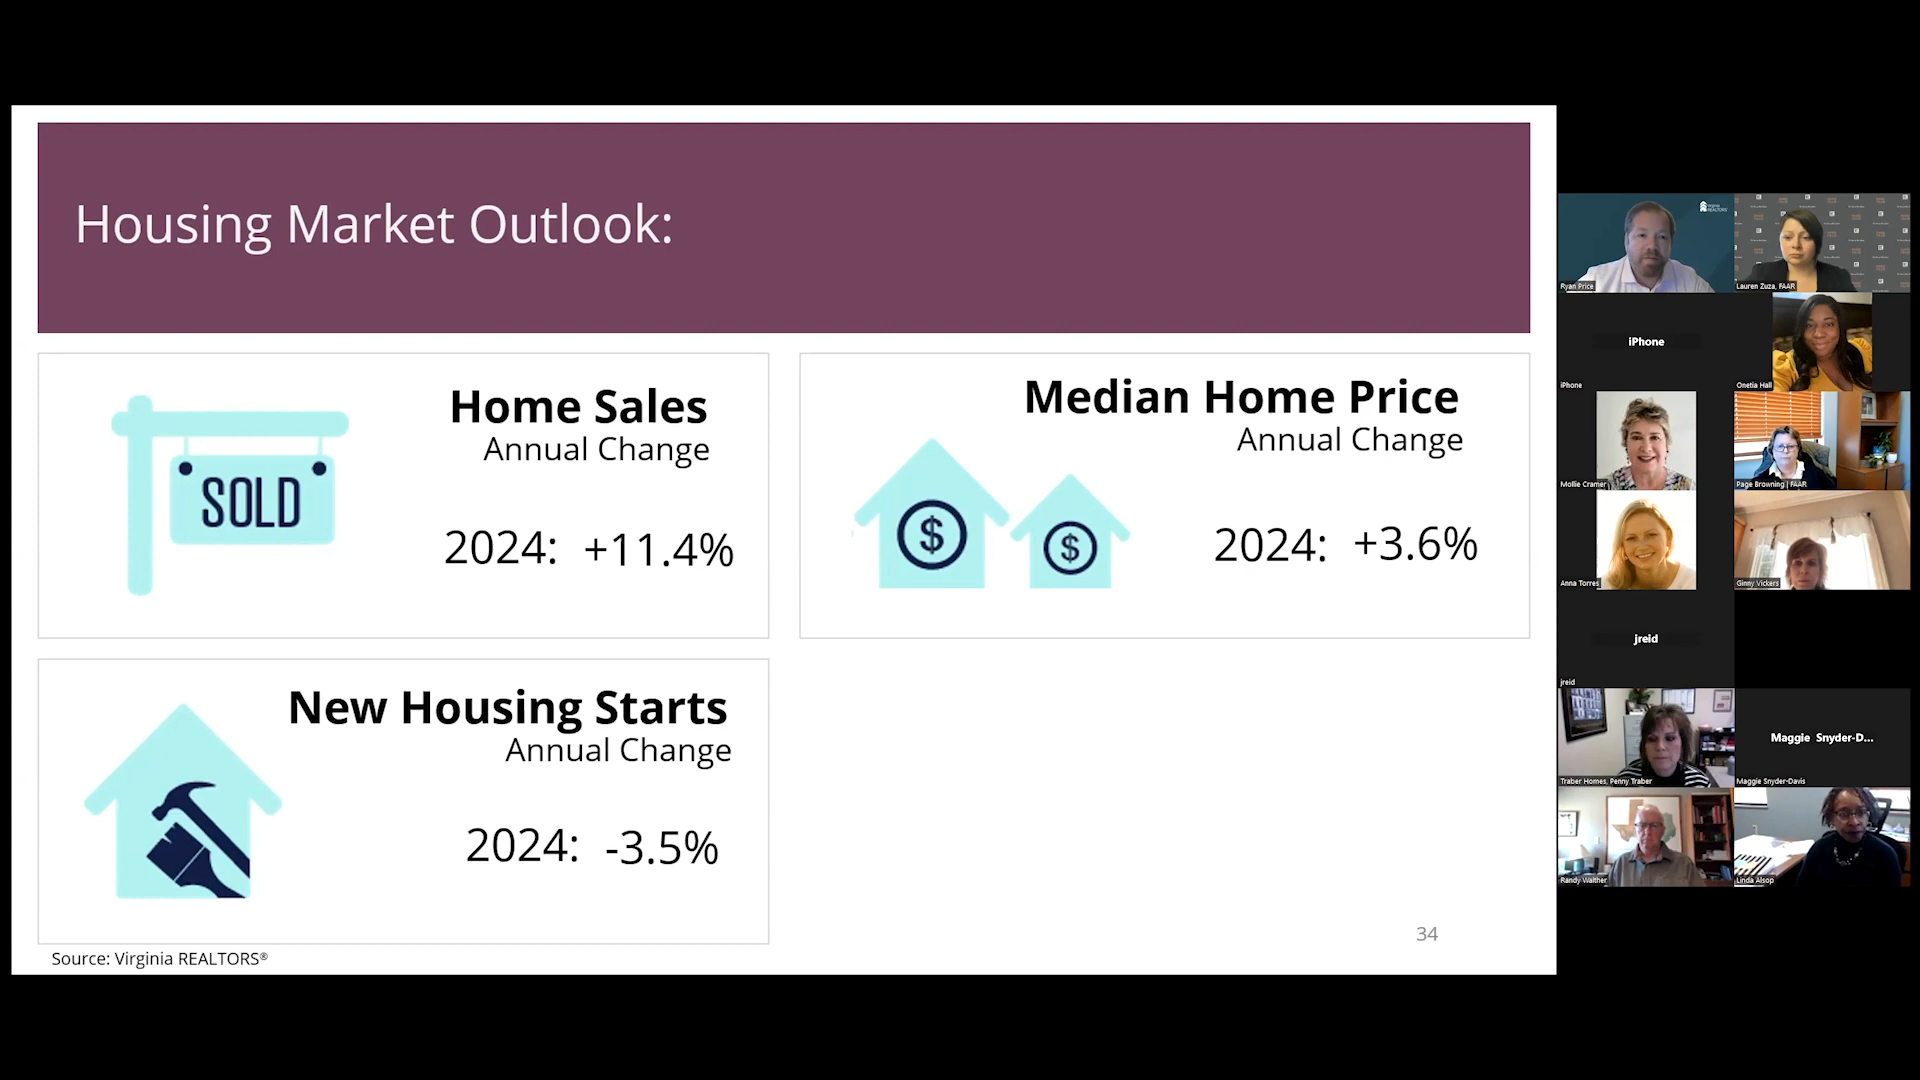 Housing Market Outlook:
SOLD
Home Sales
Annual Change
2024: +11.4%
$
$
Median Home Price
Annual Change
2024: +3.6%
New Housing Starts
Annual Change
2024: -3.5%
34
Source: Virginia REALTORS®
Ryan Price
Lauren Zuza, FAAR
iPhone
iPhone
Onetia Hall
Mollie Cramer
Page Browning | FAAR
Anna Torres
Ginny Vickers
jreid
jreid
Traber Homes, Penny Traber
Maggie Snyder-D...
Maggie Snyder-Davis
Randy Walther
Linda Alsop